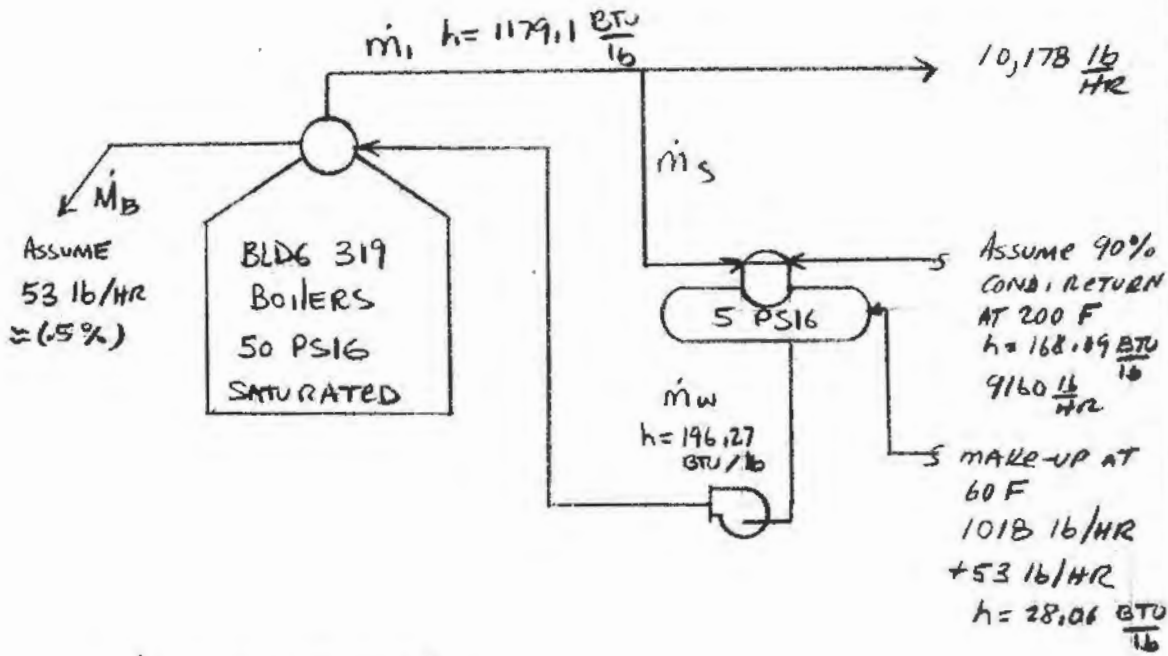 ṁ₁ h= 1179.1 BTU/lb
10,178 lb/HR
ṀB
ASSUME
53 lb/HR
≈(.5%)
BLDG 319
BOILERS
50 PSIG
SATURATED
ṁs
5 PSIG
ASSUME 90%
COND. RETURN
AT 200 F
h= 168.09 BTU/lb
9160 lb/HR
ṁw
h=196.27
BTU/lb
MAKE-UP AT
60 F
1018 lb/HR
+53 lb/HR
h= 28.06 BTU/lb